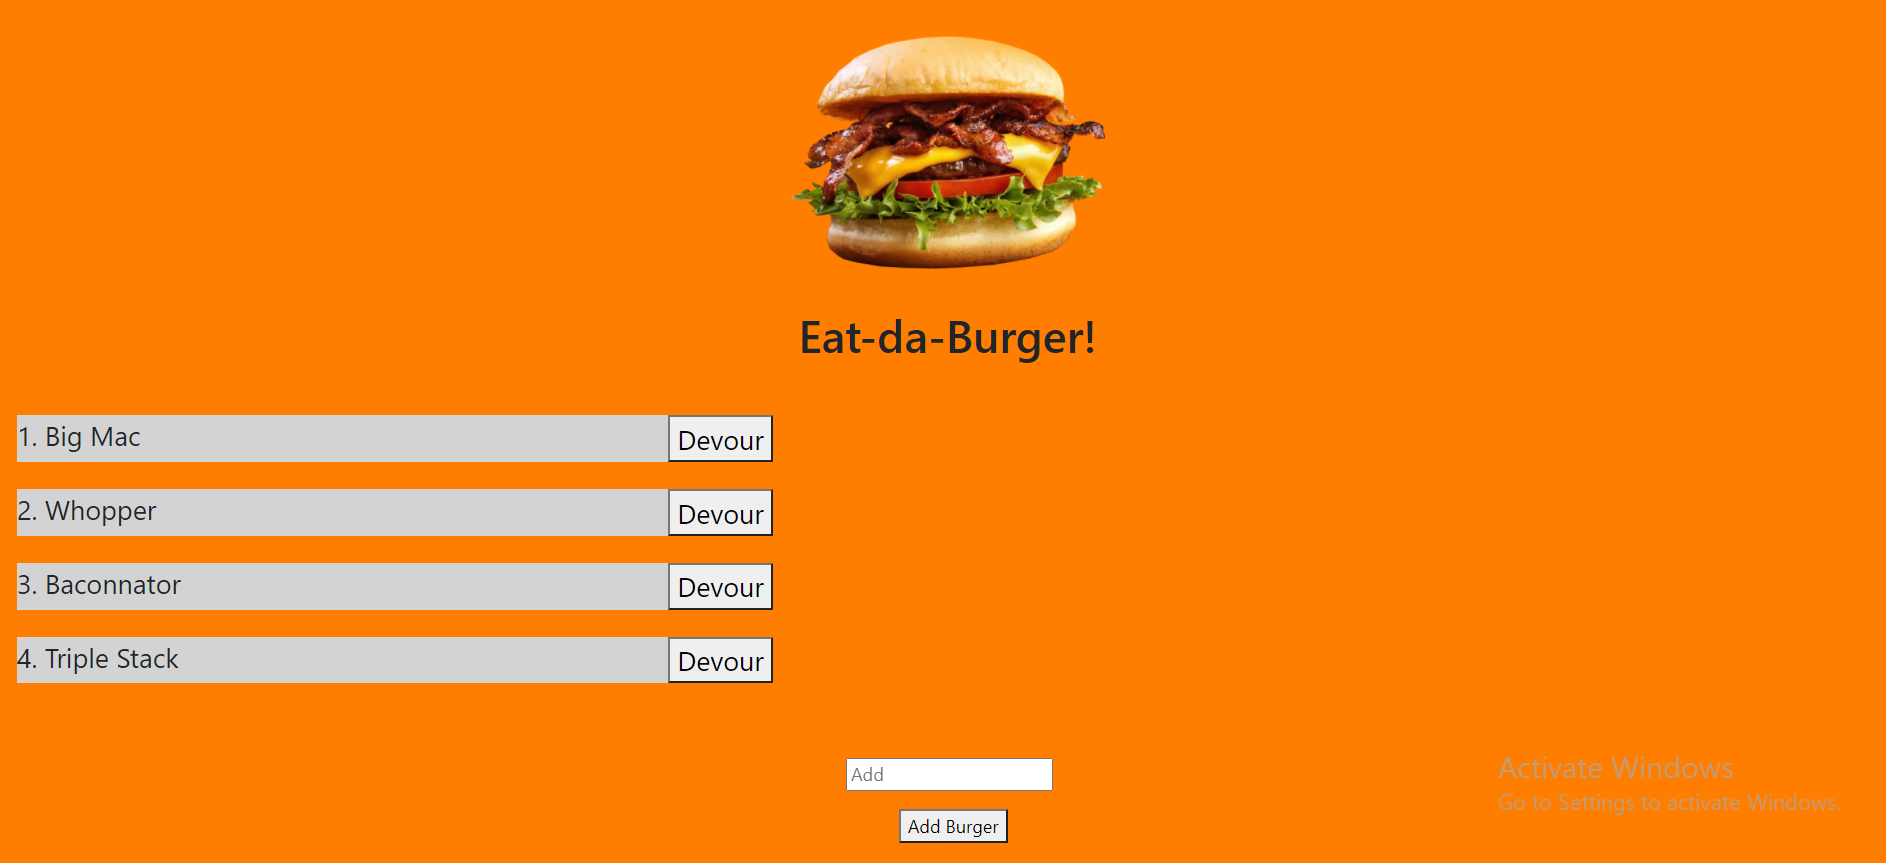 Eat-da-Burger!
1. Big Mac
Devour
2. Whopper
Devour
3. Baconnator
Devour
4. Triple Stack
Devour
Add
Add Burger
Activate Windows
Go to Settings to activate Windows.